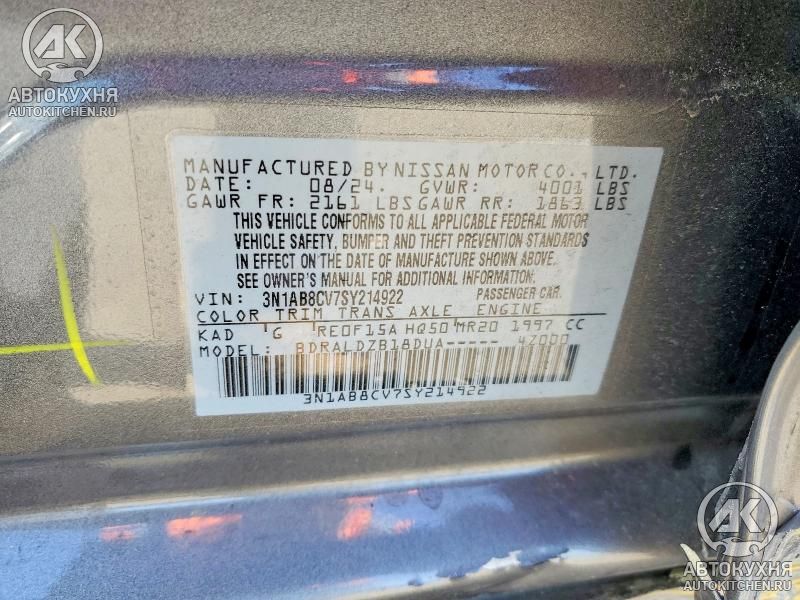 АК
АВТОКУХНЯ
AUTOKITCHEN.RU
MANUFACTURED BY NISSAN MOTOR CO., LTD.
DATE: 08/24. GVWR: 4001 LBS
GAWR FR: 2161 LBS GAWR RR: 1863 LBS
THIS VEHICLE CONFORMS TO ALL APPLICABLE FEDERAL MOTOR
VEHICLE SAFETY, BUMPER AND THEFT PREVENTION STANDARDS
IN EFFECT ON THE DATE OF MANUFACTURE SHOWN ABOVE.
SEE OWNER'S MANUAL FOR ADDITIONAL INFORMATION.
VIN: 3N1AB8CV7SY214922 PASSENGER CAR.
COLOR TRIM TRANS AXLE ENGINE
KAD G RE0F15A HQ50 MR20 1997 CC
MODEL: BDRALDZB18DUA----- 4Z000
3N1AB8CV7SY214922
АК
АВТОКУХНЯ
AUTOKITCHEN.RU